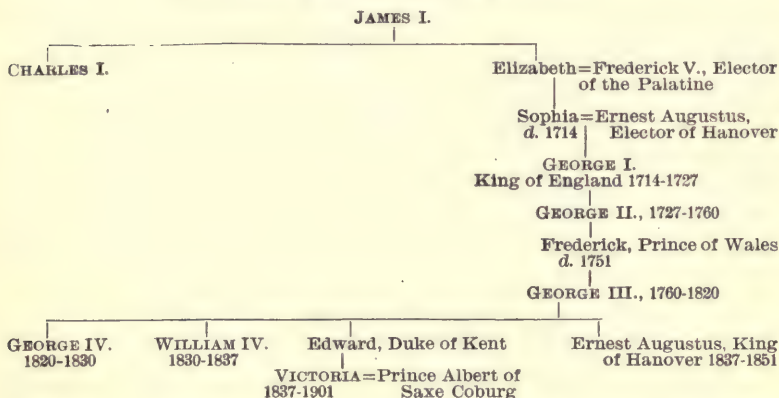 JAMES I.
CHARLES I.
Elizabeth=Frederick V., Elector
of the Palatine
Sophia=Ernest Augustus,
d. 1714 Elector of Hanover
GEORGE I.
King of England 1714-1727
GEORGE II., 1727-1760
Frederick, Prince of Wales
d. 1751
GEORGE III., 1760-1820
GEORGE IV. WILLIAM IV. Edward, Duke of Kent Ernest Augustus, King
1820-1830 1830-1837 of Hanover 1837-1851
VICTORIA=Prince Albert of
1837-1901 Saxe Coburg